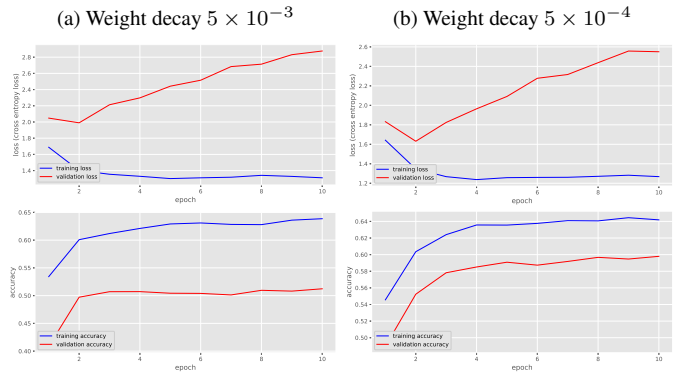 (a) Weight decay 5 × 10⁻³
(b) Weight decay 5 × 10⁻⁴
loss (cross entropy loss)
2.8
2.6
2.4
2.2
2.0
1.8
1.6
1.4
training loss
validation loss
2 4 6 8 10
epoch
loss (cross entropy loss)
2.6
2.4
2.2
2.0
1.8
1.6
1.4
1.2
training loss
validation loss
2 4 6 8 10
epoch
accuracy
0.65
0.60
0.55
0.50
0.45
0.40
training accuracy
validation accuracy
2 4 6 8 10
epoch
accuracy
0.64
0.62
0.60
0.58
0.56
0.54
0.52
0.50
training accuracy
validation accuracy
2 4 6 8 10
epoch